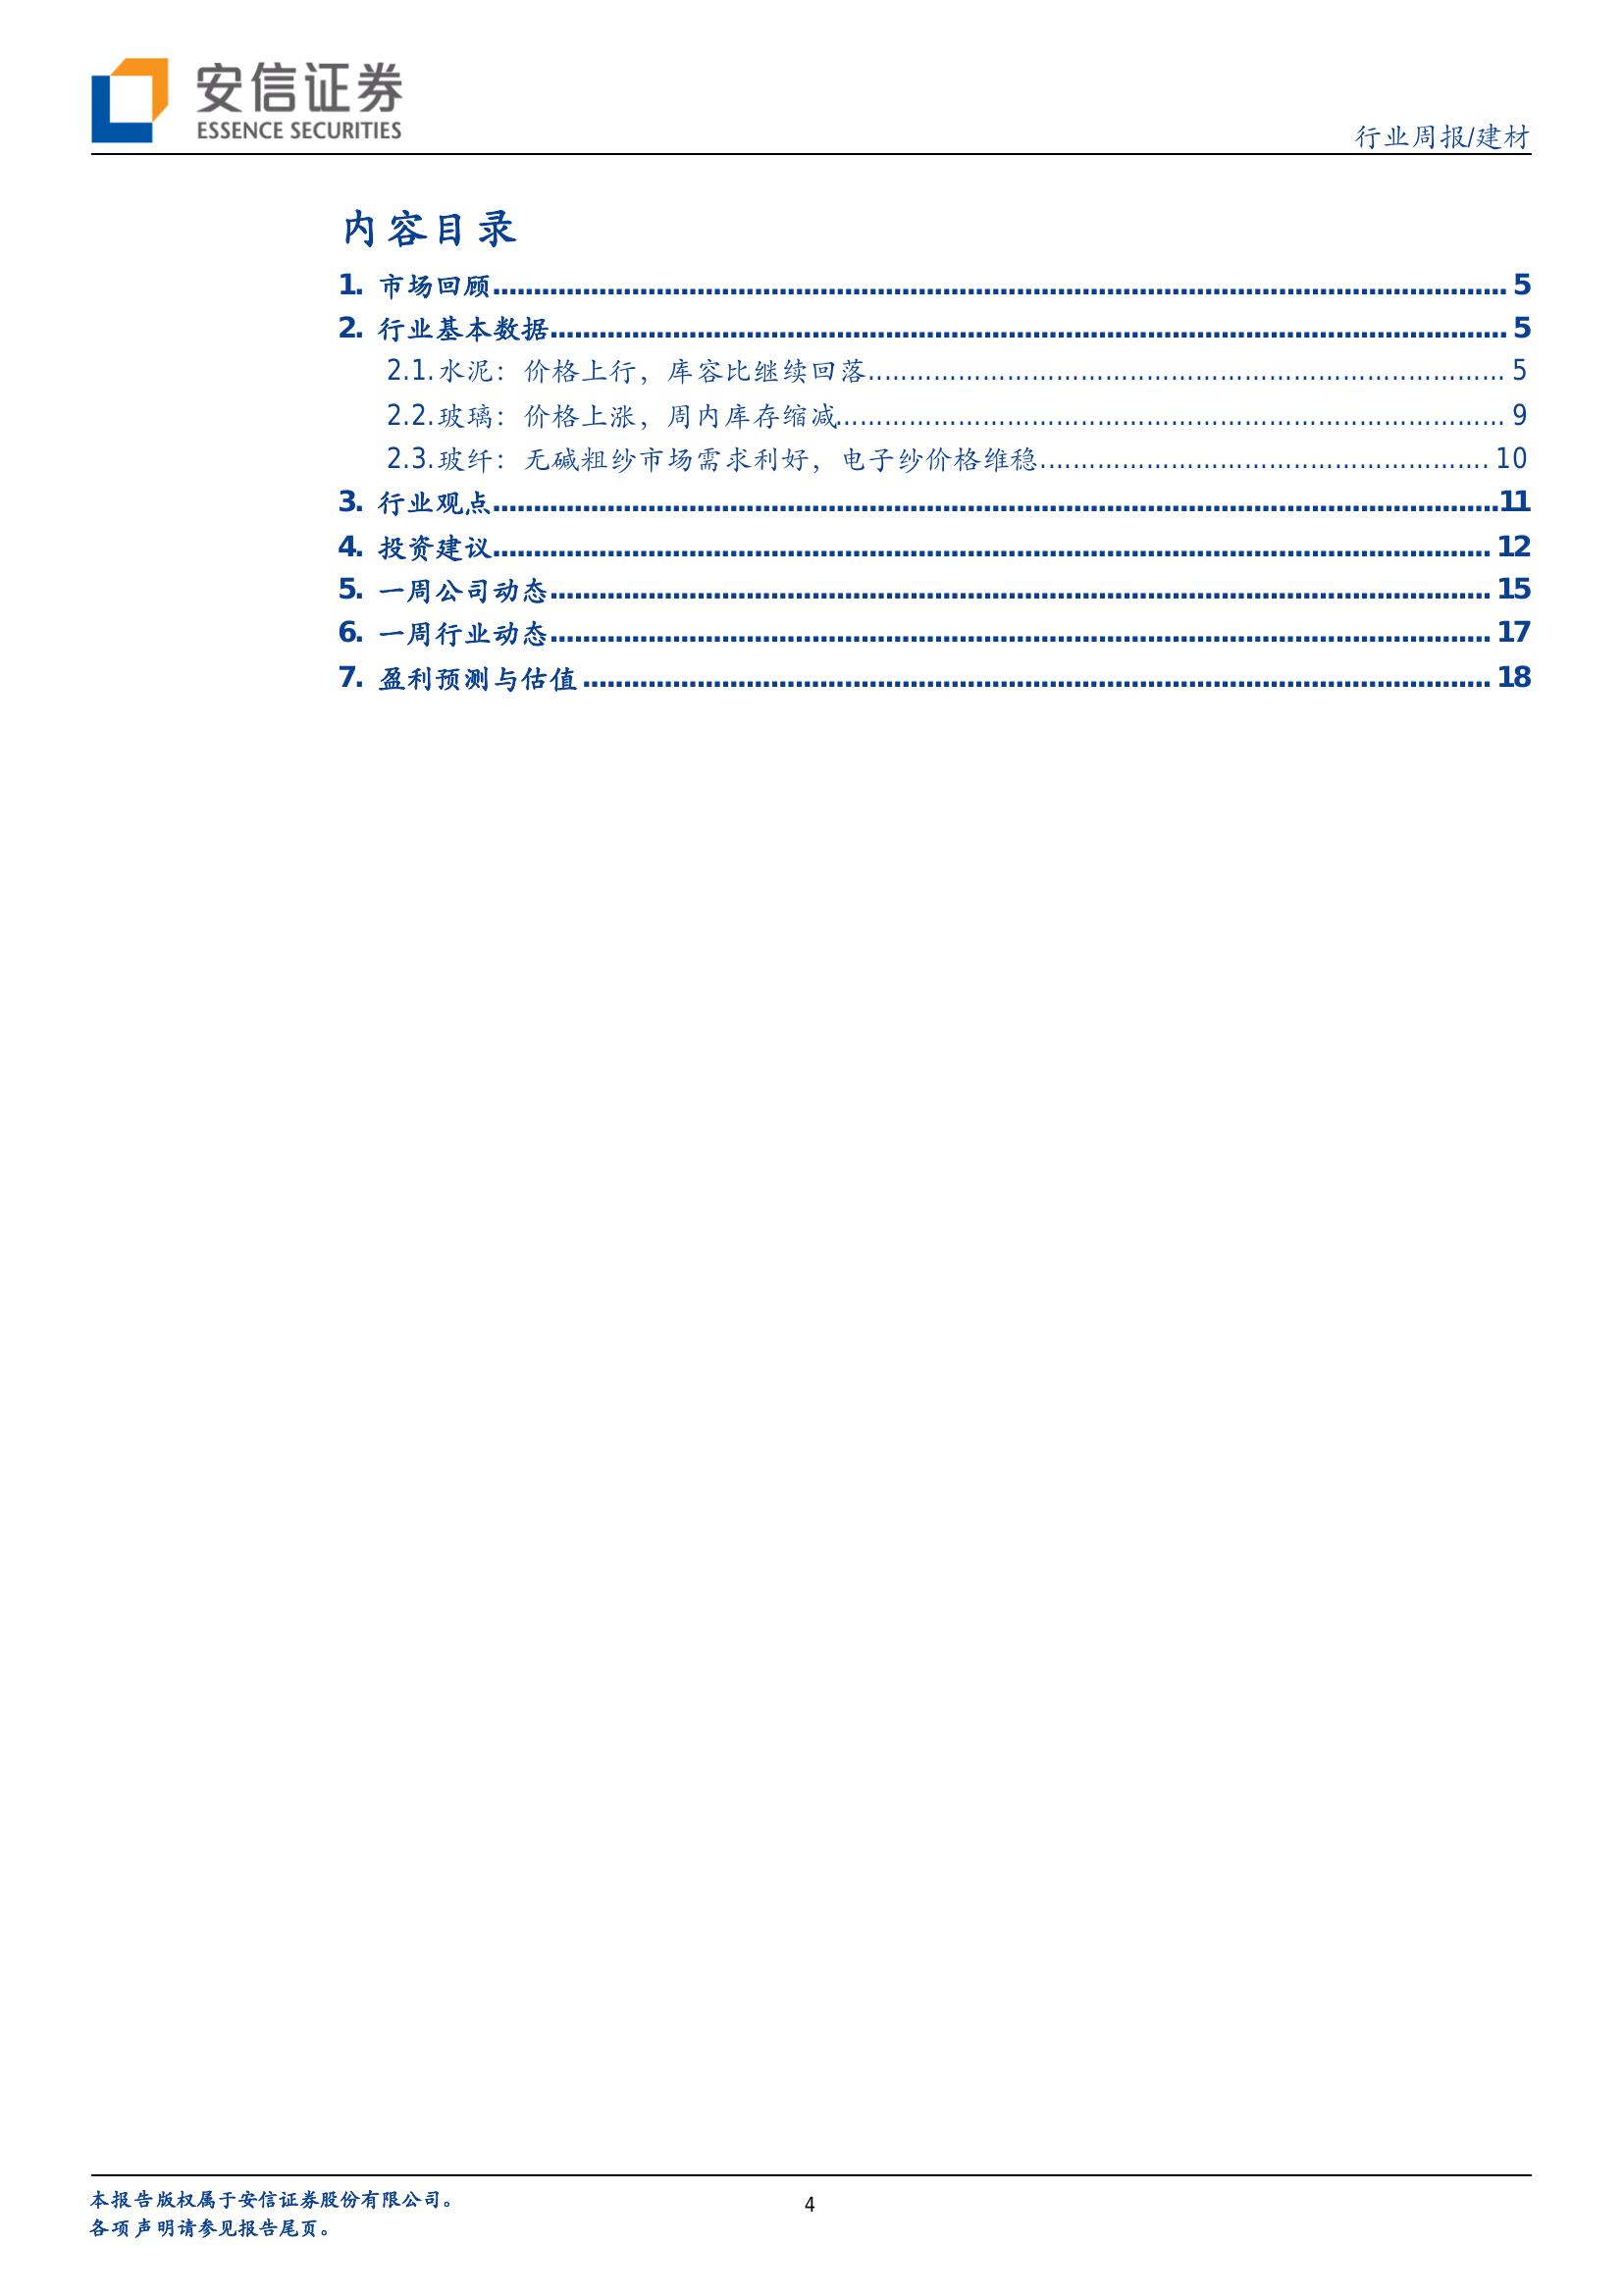 安信证券
ESSENCE SECURITIES
行业周报/建材
内容目录
1. 市场回顾 5
2. 行业基本数据 5
2.1. 水泥：价格上行，库容比继续回落 5
2.2. 玻璃：价格上涨，周内库存缩减 9
2.3. 玻纤：无碱粗纱市场需求利好，电子纱价格维稳 10
3. 行业观点 11
4. 投资建议 12
5. 一周公司动态 15
6. 一周行业动态 17
7. 盈利预测与估值 18
本报告版权属于安信证券股份有限公司。
各项声明请参见报告尾页。
4